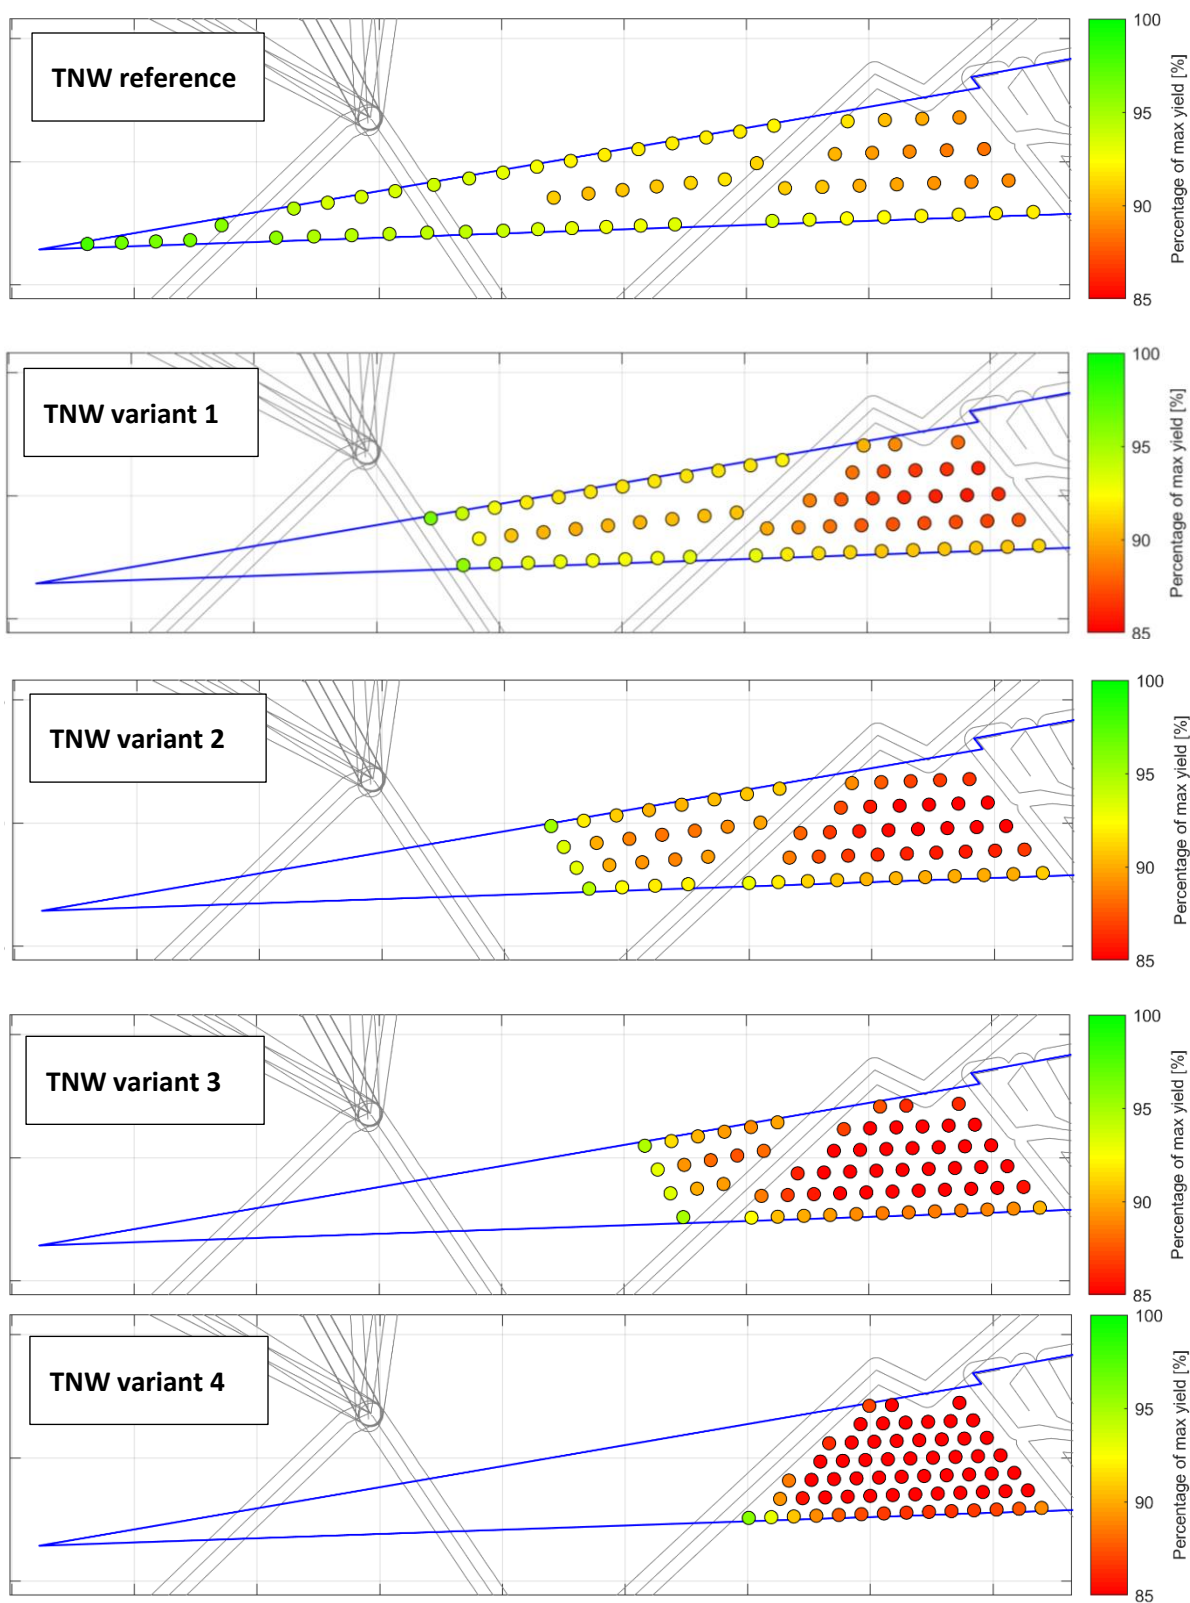 TNW reference
100
95
90
85
Percentage of max yield [%]
TNW variant 1
100
95
90
85
Percentage of max yield [%]
TNW variant 2
100
95
90
85
Percentage of max yield [%]
TNW variant 3
100
95
90
85
Percentage of max yield [%]
TNW variant 4
100
95
90
85
Percentage of max yield [%]